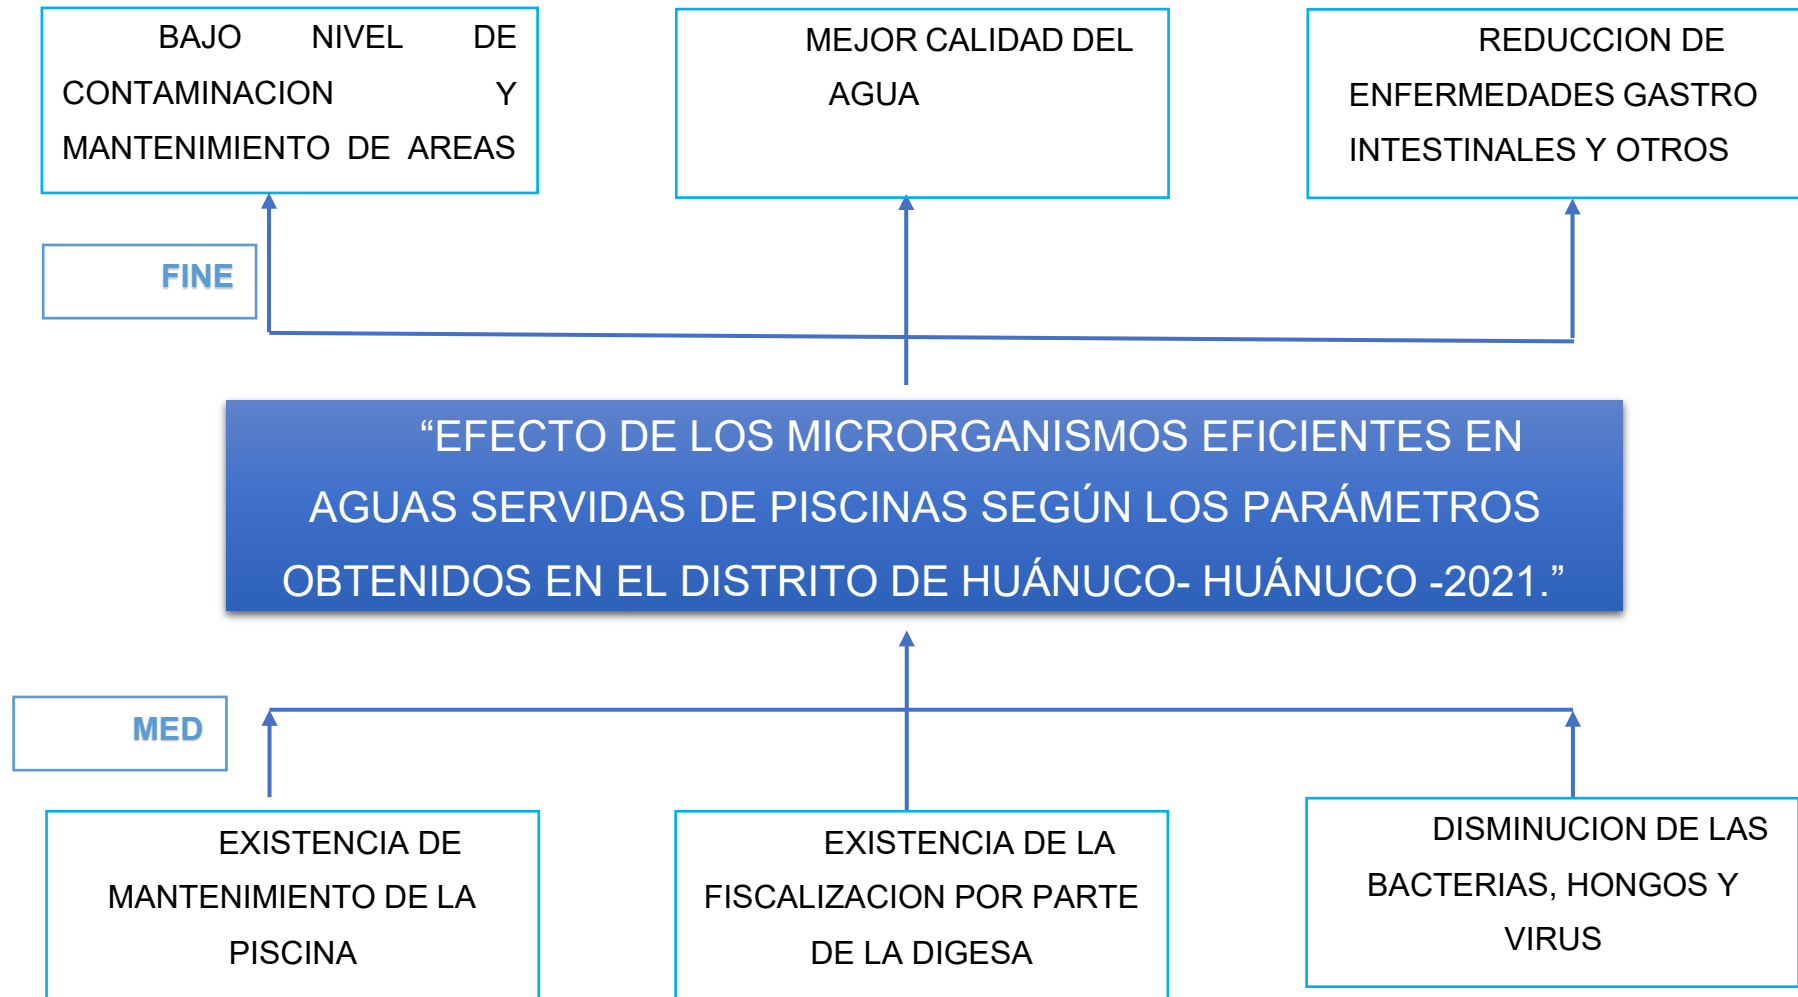 BAJO NIVEL DE
CONTAMINACION Y
MANTENIMIENTO DE AREAS
MEJOR CALIDAD DEL
AGUA
REDUCCION DE
ENFERMEDADES GASTRO
INTESTINALES Y OTROS
FINE
“EFECTO DE LOS MICRORGANISMOS EFICIENTES EN
AGUAS SERVIDAS DE PISCINAS SEGÚN LOS PARÁMETROS
OBTENIDOS EN EL DISTRITO DE HUÁNUCO- HUÁNUCO -2021.”
MED
EXISTENCIA DE
MANTENIMIENTO DE LA
PISCINA
EXISTENCIA DE LA
FISCALIZACION POR PARTE
DE LA DIGESA
DISMINUCION DE LAS
BACTERIAS, HONGOS Y
VIRUS